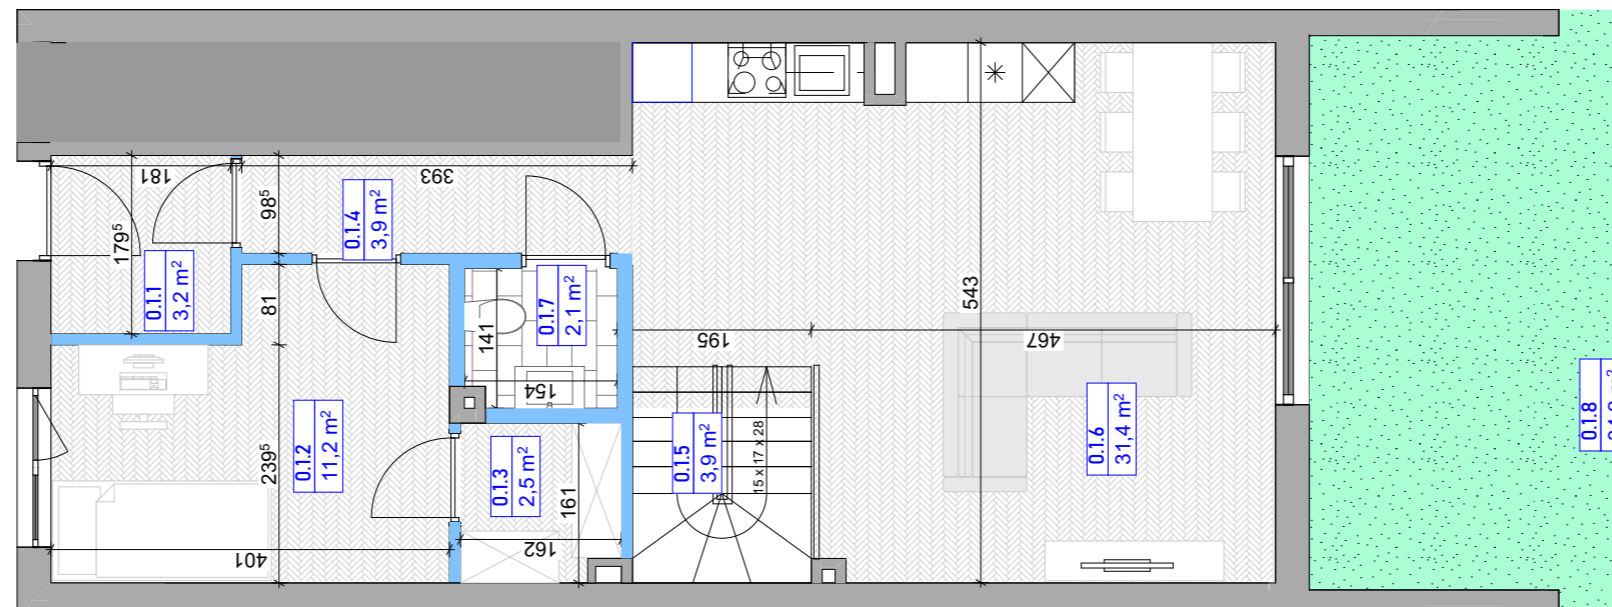 181
393
98⁵
179⁵
0.1.4
3,9 m²
0.1.1
3,2 m²
81
0.1.7
2,1 m²
141
154
195
543
467
0.1.2
11,2 m²
239⁵
0.1.3
2,5 m²
161
162
401
0.1.5
3,9 m²
15 x 17 x 28
0.1.6
31,4 m²
0.1.8